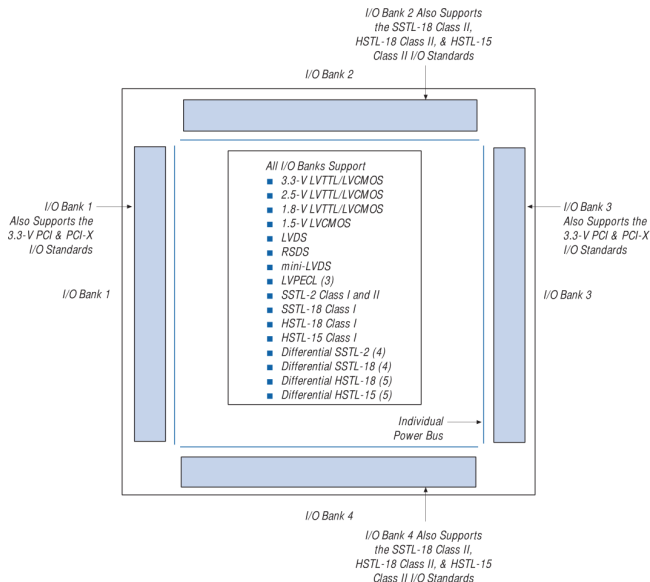 I/O Bank 2 Also Supports
the SSTL-18 Class II,
HSTL-18 Class II, & HSTL-15
Class II I/O Standards
I/O Bank 2
All I/O Banks Support
■ 3.3-V LVTTL/LVCMOS
■ 2.5-V LVTTL/LVCMOS
■ 1.8-V LVTTL/LVCMOS
■ 1.5-V LVCMOS
■ LVDS
■ RSDS
■ mini-LVDS
■ LVPECL (3)
■ SSTL-2 Class I and II
■ SSTL-18 Class I
■ HSTL-18 Class I
■ HSTL-15 Class I
■ Differential SSTL-2 (4)
■ Differential SSTL-18 (4)
■ Differential HSTL-18 (5)
■ Differential HSTL-15 (5)
I/O Bank 1
Also Supports the
3.3-V PCI & PCI-X
I/O Standards
I/O Bank 1
I/O Bank 3
Also Supports the
3.3-V PCI & PCI-X
I/O Standards
I/O Bank 3
Individual
Power Bus
I/O Bank 4
I/O Bank 4 Also Supports
the SSTL-18 Class II,
HSTL-18 Class II, & HSTL-15
Class II I/O Standards